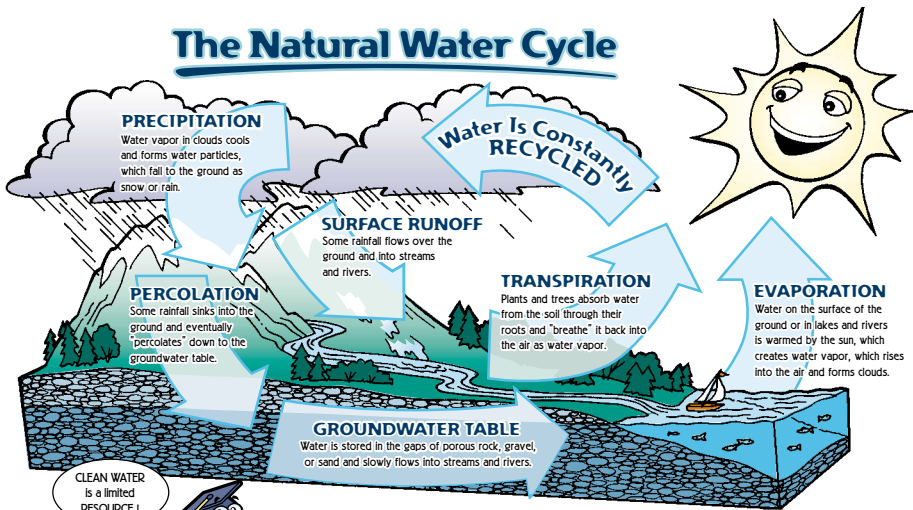 The Natural Water Cycle
PRECIPITATION
Water vapor in clouds cools
and forms water particles,
which fall to the ground as
snow or rain.
Water Is Constantly
RECYCLED
SURFACE RUNOFF
Some rainfall flows over the
ground and into streams
and rivers.
PERCOLATION
Some rainfall sinks into the
ground and eventually
"percolates" down to the
groundwater table.
TRANSPIRATION
Plants and trees absorb water
from the soil through their
roots and "breathe" it back into
the air as water vapor.
EVAPORATION
Water on the surface of the
ground or in lakes and rivers
is warmed by the sun, which
creates water vapor, which rises
into the air and forms clouds.
GROUNDWATER TABLE
Water is stored in the gaps of porous rock, gravel,
or sand and slowly flows into streams and rivers.
CLEAN WATER
is a limited
RESOURCE!